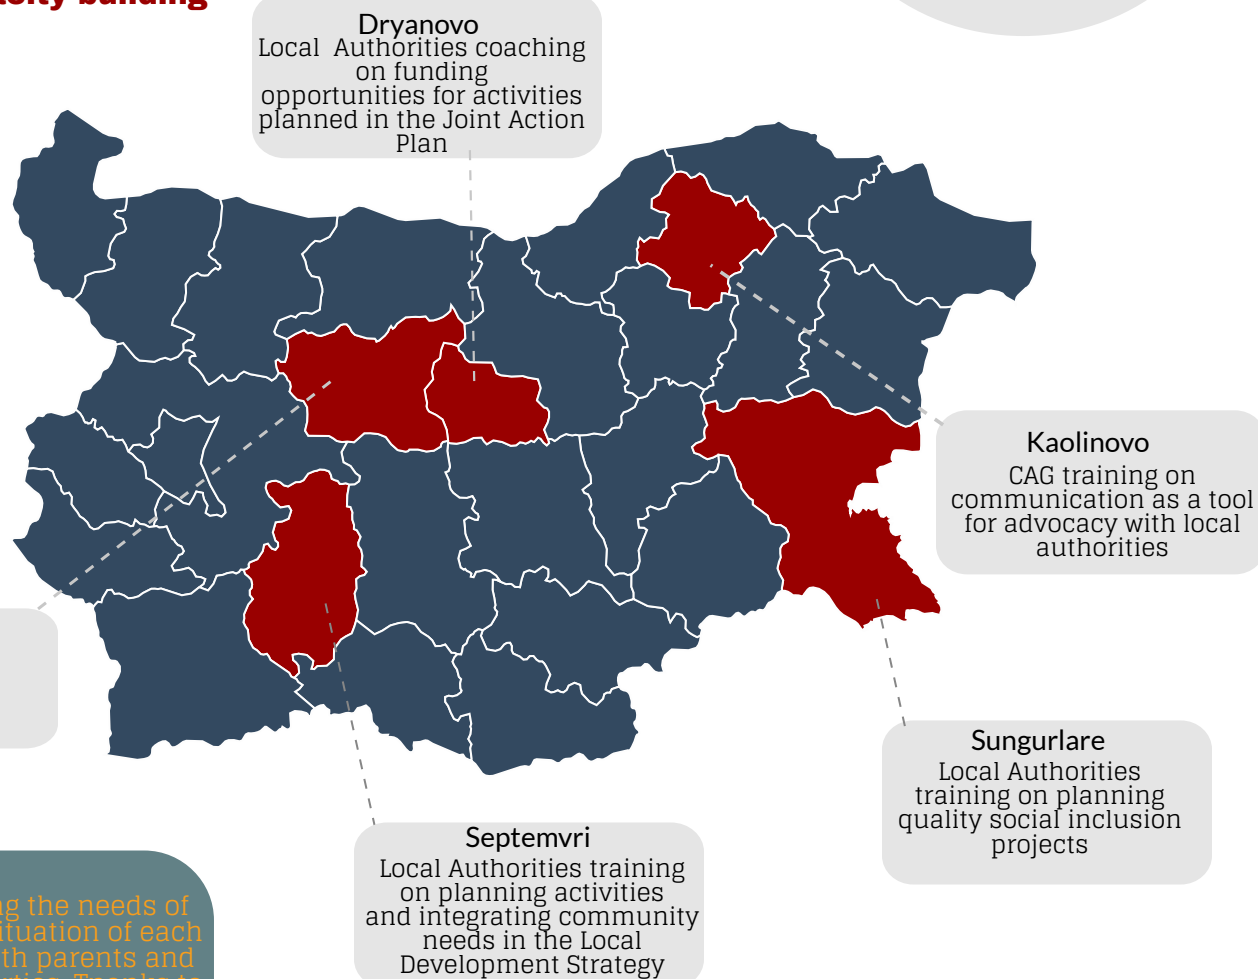 building
Dryanovo
Local Authorities coaching
on funding
opportunities for activities
planned in the Joint Action
Plan
Kaolinovo
CAG training on
communication as a tool
for advocacy with local
authorities
Sungurlare
Local Authorities
training on planning
quality social inclusion
projects
Septemvri
Local Authorities training
on planning activities
and integrating community
needs in the Local
Development Strategy
the needs of
of each
parents and